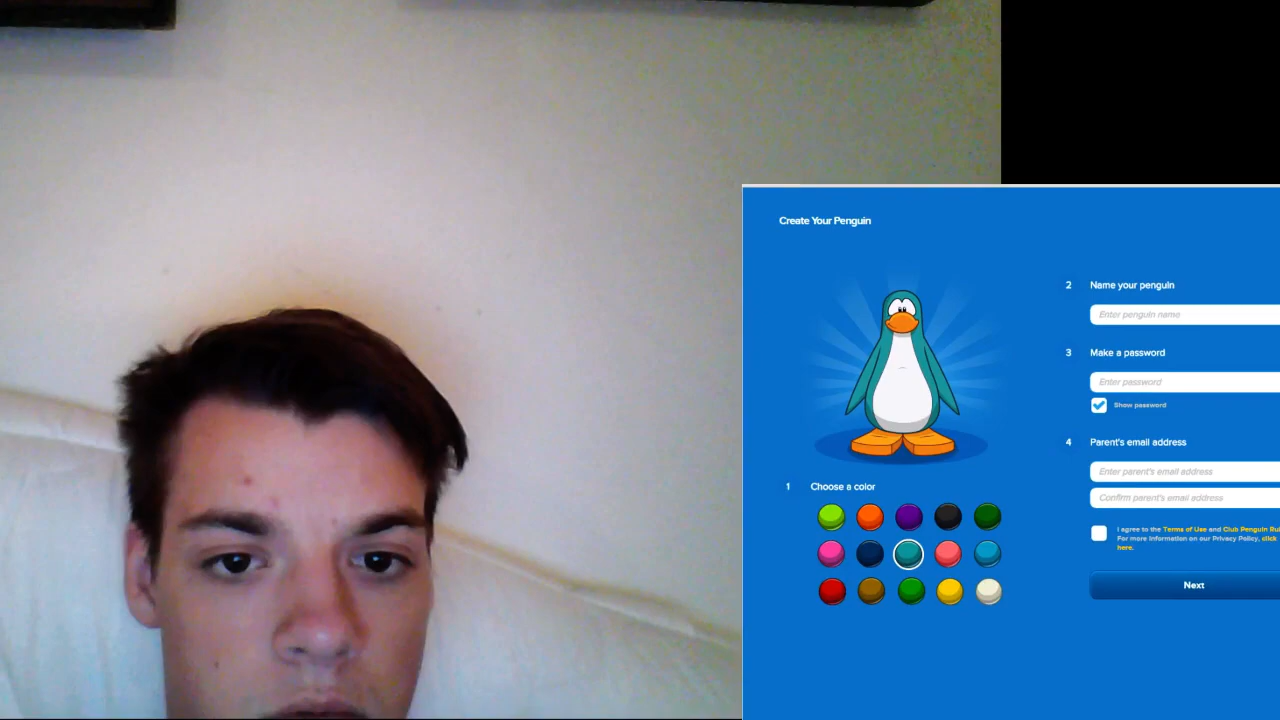 Create Your Penguin
1 Choose a color
2 Name your penguin
Enter penguin name
3 Make a password
Enter password
Show password
4 Parent's email address
Enter parent's email address
Confirm parent's email address
I agree to the Terms of Use and Club Penguin
For more information on our Privacy Policy, click
here.
Next